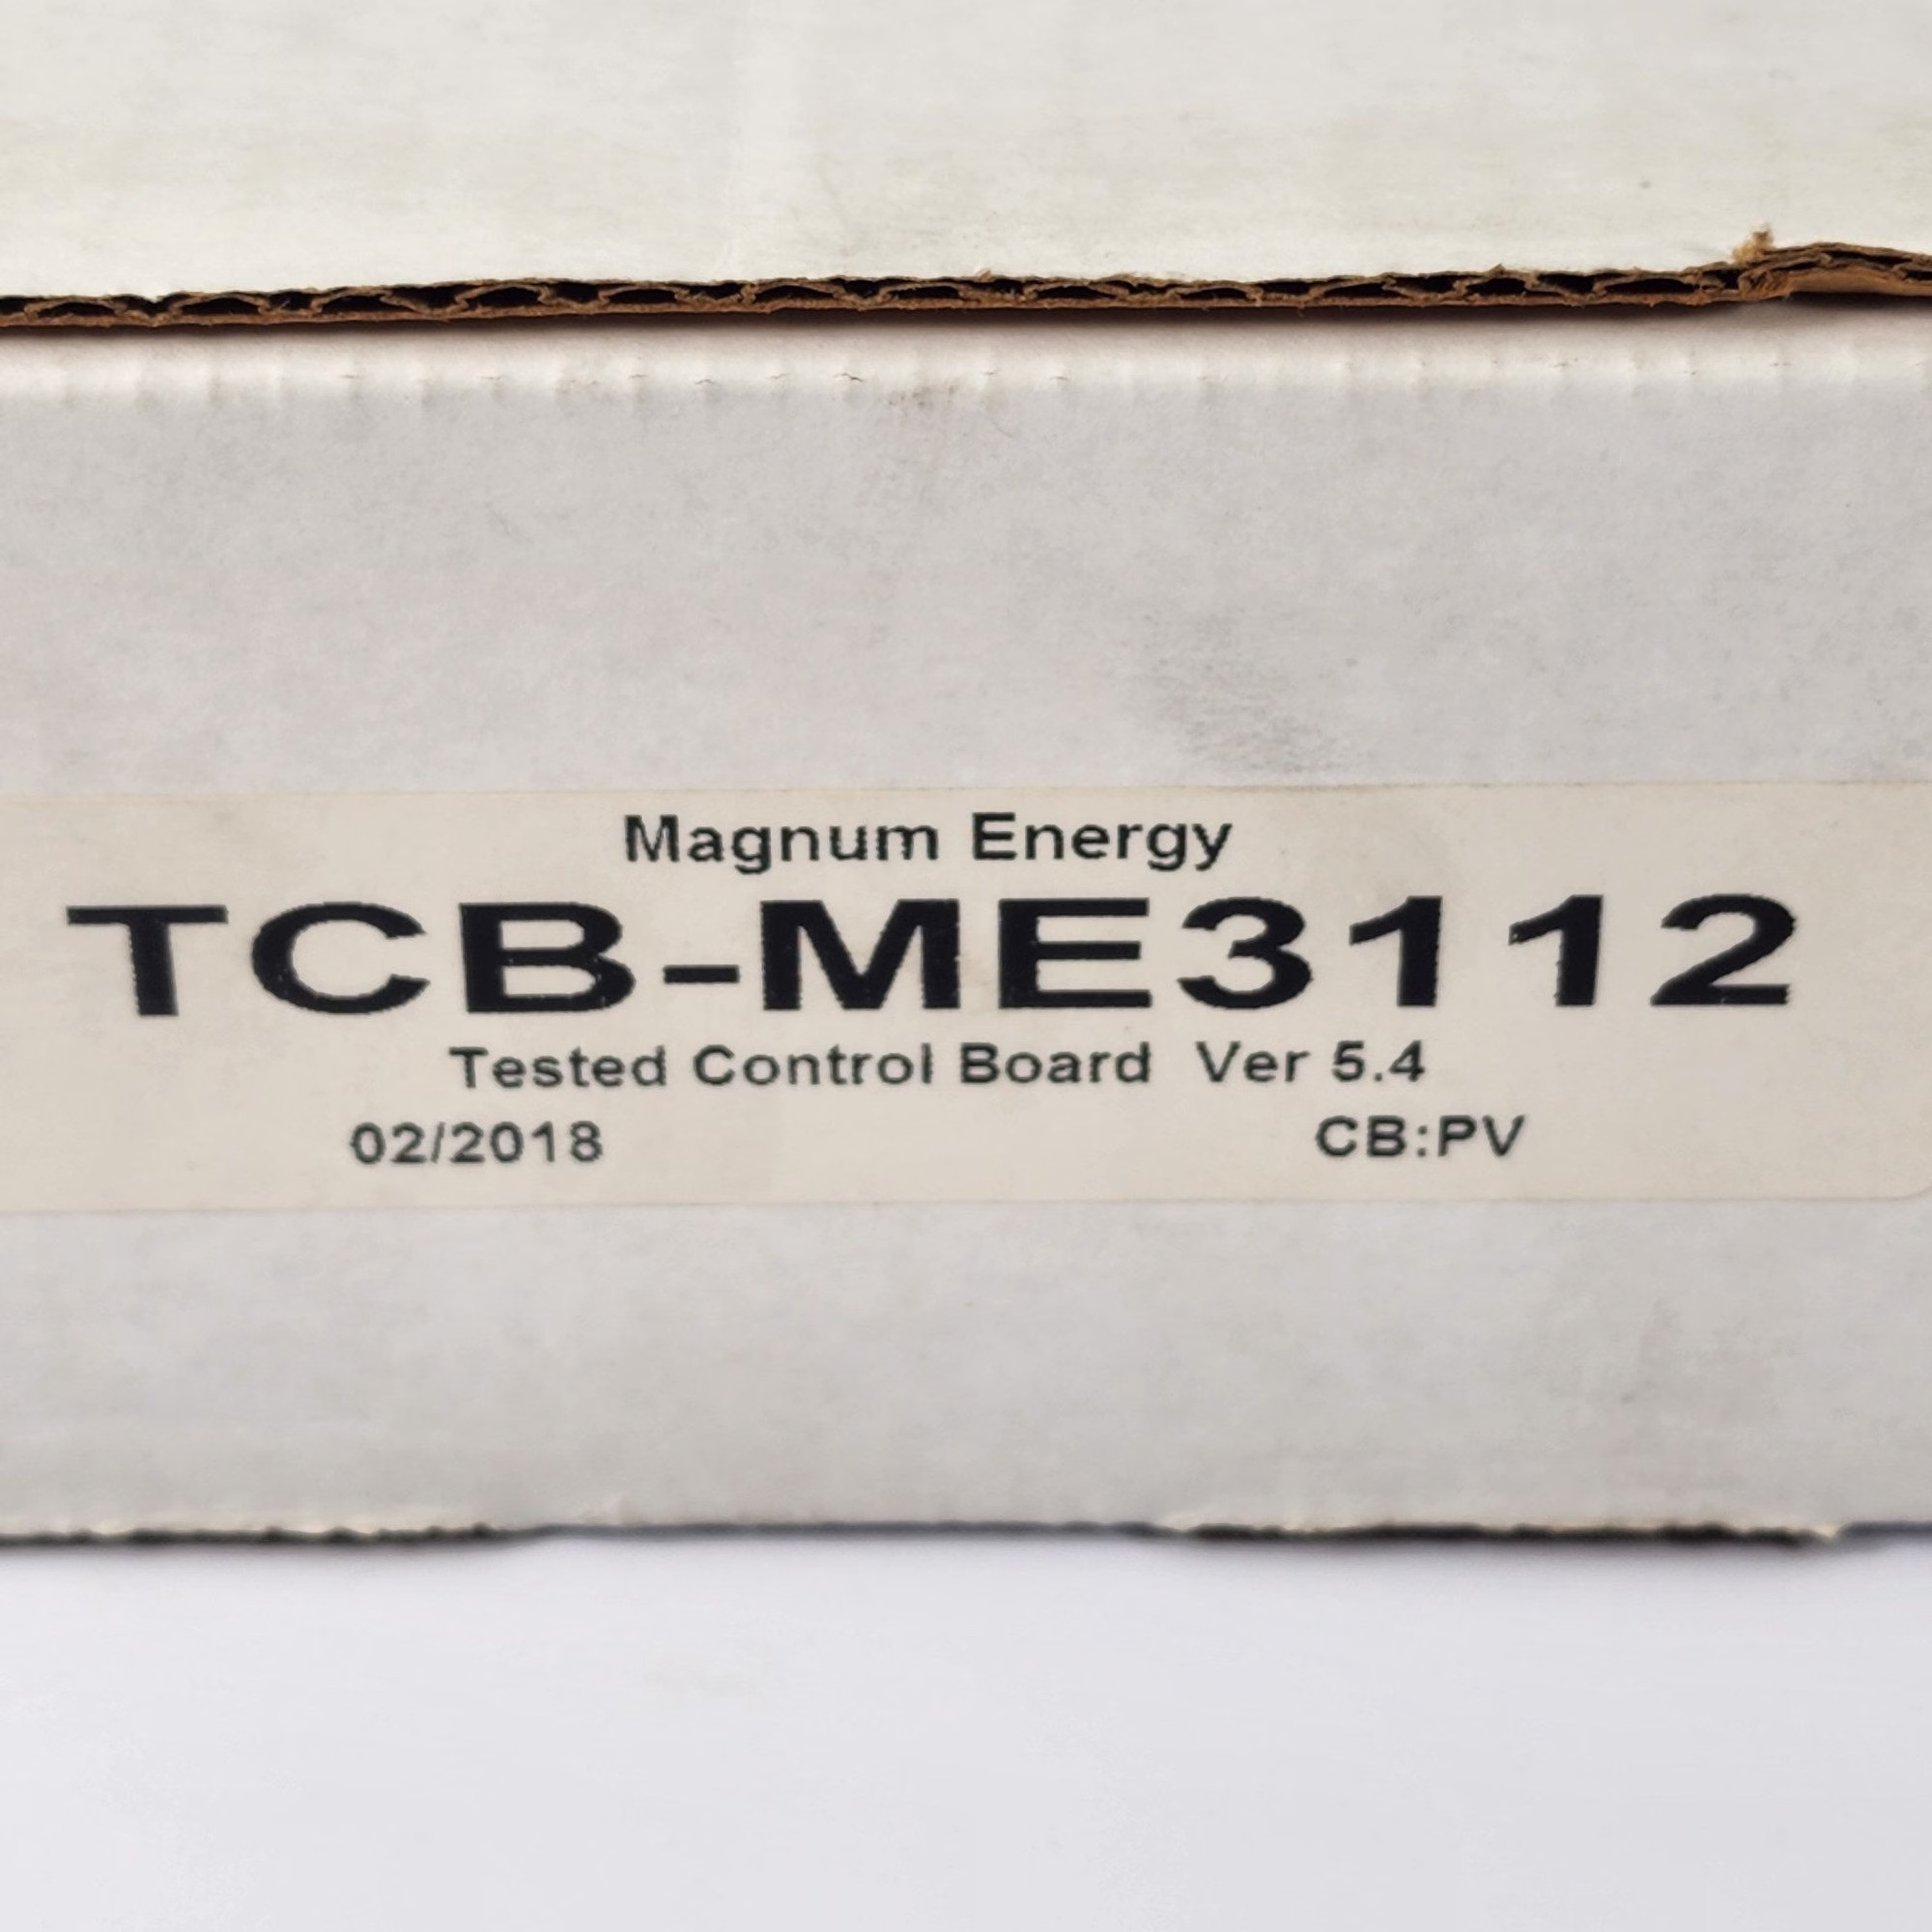 Magnum Energy
TCB-ME3112
Tested Control Board Ver 5.4
02/2018 CB:PV